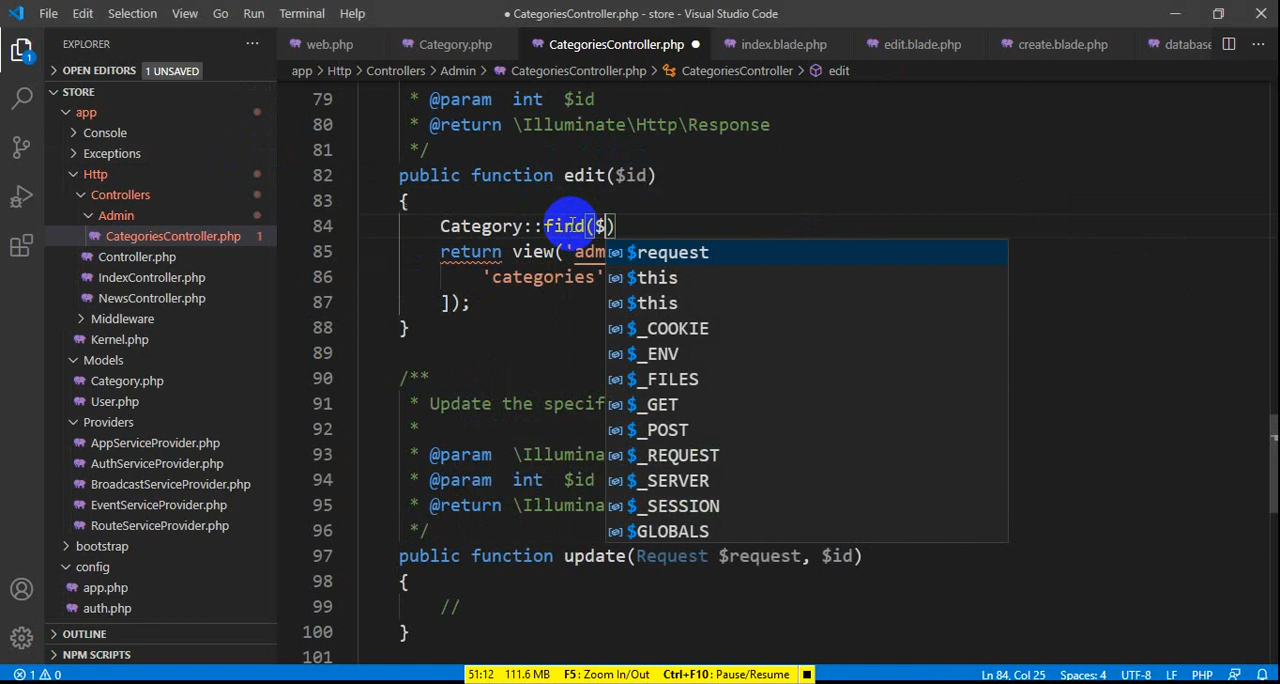 File Edit Selection View Go Run Terminal Help
● CategoriesController.php - store - Visual Studio Code
EXPLORER
web.php Category.php CategoriesController.php ● index.blade.php edit.blade.php create.blade.php database
app > Http > Controllers > Admin > CategoriesController.php > CategoriesController > edit
OPEN EDITORS 1 UNSAVED
STORE
app
Console
Exceptions
Http
Controllers
Admin
CategoriesController.php 1
Controller.php
IndexController.php
NewsController.php
Middleware
Kernel.php
Models
Category.php
User.php
Providers
AppServiceProvider.php
AuthServiceProvider.php
BroadcastServiceProvider.php
EventServiceProvider.php
RouteServiceProvider.php
bootstrap
config
app.php
auth.php
OUTLINE
NPM SCRIPTS
79 * @param int $id
80 * @return \Illuminate\Http\Response
81 */
82 public function edit($id)
83 {
84 Category::find($)
85 return view('adm
86 'categories'
87 ]);
88 }
89
90 /**
91 * Update the specif
92 *
93 * @param \Illumina
94 * @param int $id
95 * @return \Illumina
96 */
97 public function update(Request $request, $id)
98 {
99 //
100 }
101
$request
$this
$this
$_COOKIE
$_ENV
$_FILES
$_GET
$_POST
$_REQUEST
$_SERVER
$_SESSION
$GLOBALS
1
1 0
51:12 111.6 MB F5: Zoom In/Out Ctrl+F10: Pause/Resume
Ln 84, Col 25 Spaces: 4 UTF-8 LF PHP